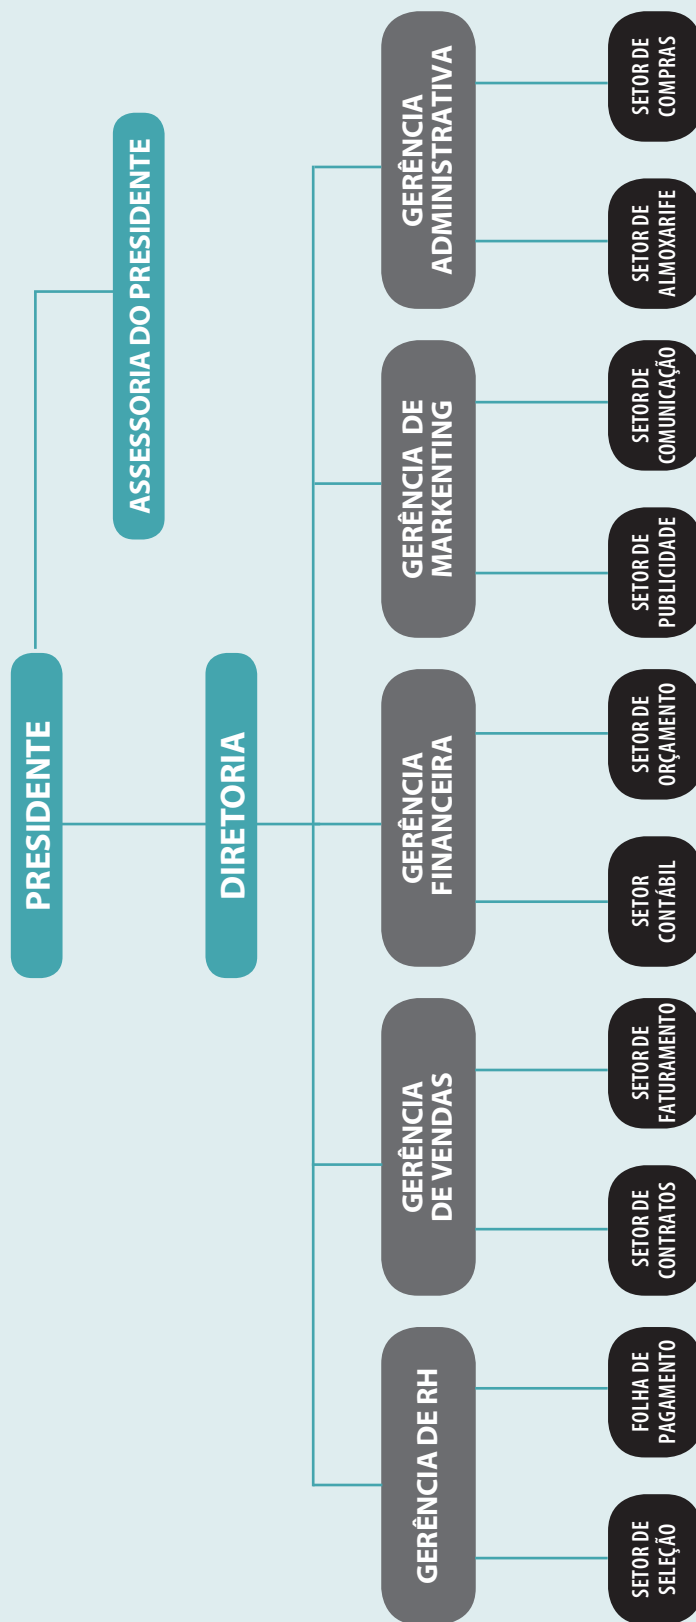 PRESIDENTE
ASSESSORIA DO PRESIDENTE
DIRETORIA
GERÊNCIA DE RH
GERÊNCIA
DE VENDAS
GERÊNCIA
FINANCEIRA
GERÊNCIA DE
MARKENTING
GERÊNCIA
ADMINISTRATIVA
SETOR DE
SELEÇÃO
FOLHA DE
PAGAMENTO
SETOR DE
CONTRATOS
SETOR DE
FATURAMENTO
SETOR
CONTÁBIL
SETOR DE
ORÇAMENTO
SETOR DE
PUBLICIDADE
SETOR DE
COMUNICAÇÃO
SETOR DE
ALMOXARIFE
SETOR DE
COMPRAS